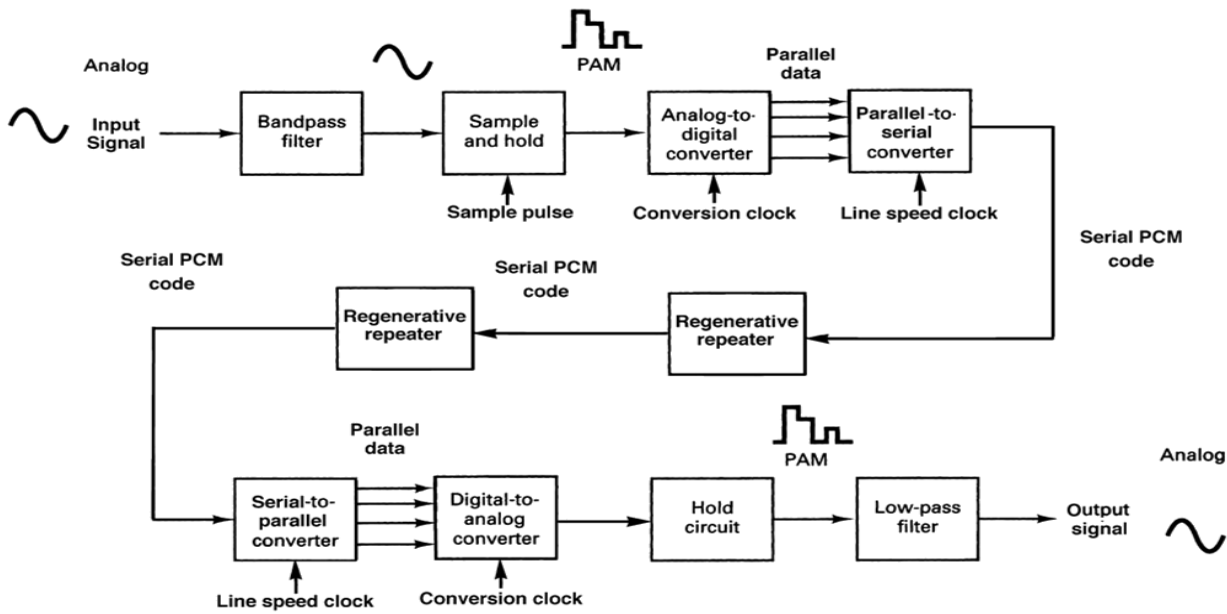 Analog
Input
Signal
Bandpass
filter
Sample
and hold
Sample pulse
PAM
Analog-to-
digital
converter
Conversion clock
Parallel
data
Parallel-to-
serial
converter
Line speed clock
Serial PCM
code
Regenerative
repeater
Serial PCM
code
Regenerative
repeater
Serial PCM
code
Serial-to-
parallel
converter
Line speed clock
Parallel
data
Digital-to-
analog
converter
Conversion clock
Hold
circuit
PAM
Low-pass
filter
Output
signal
Analog